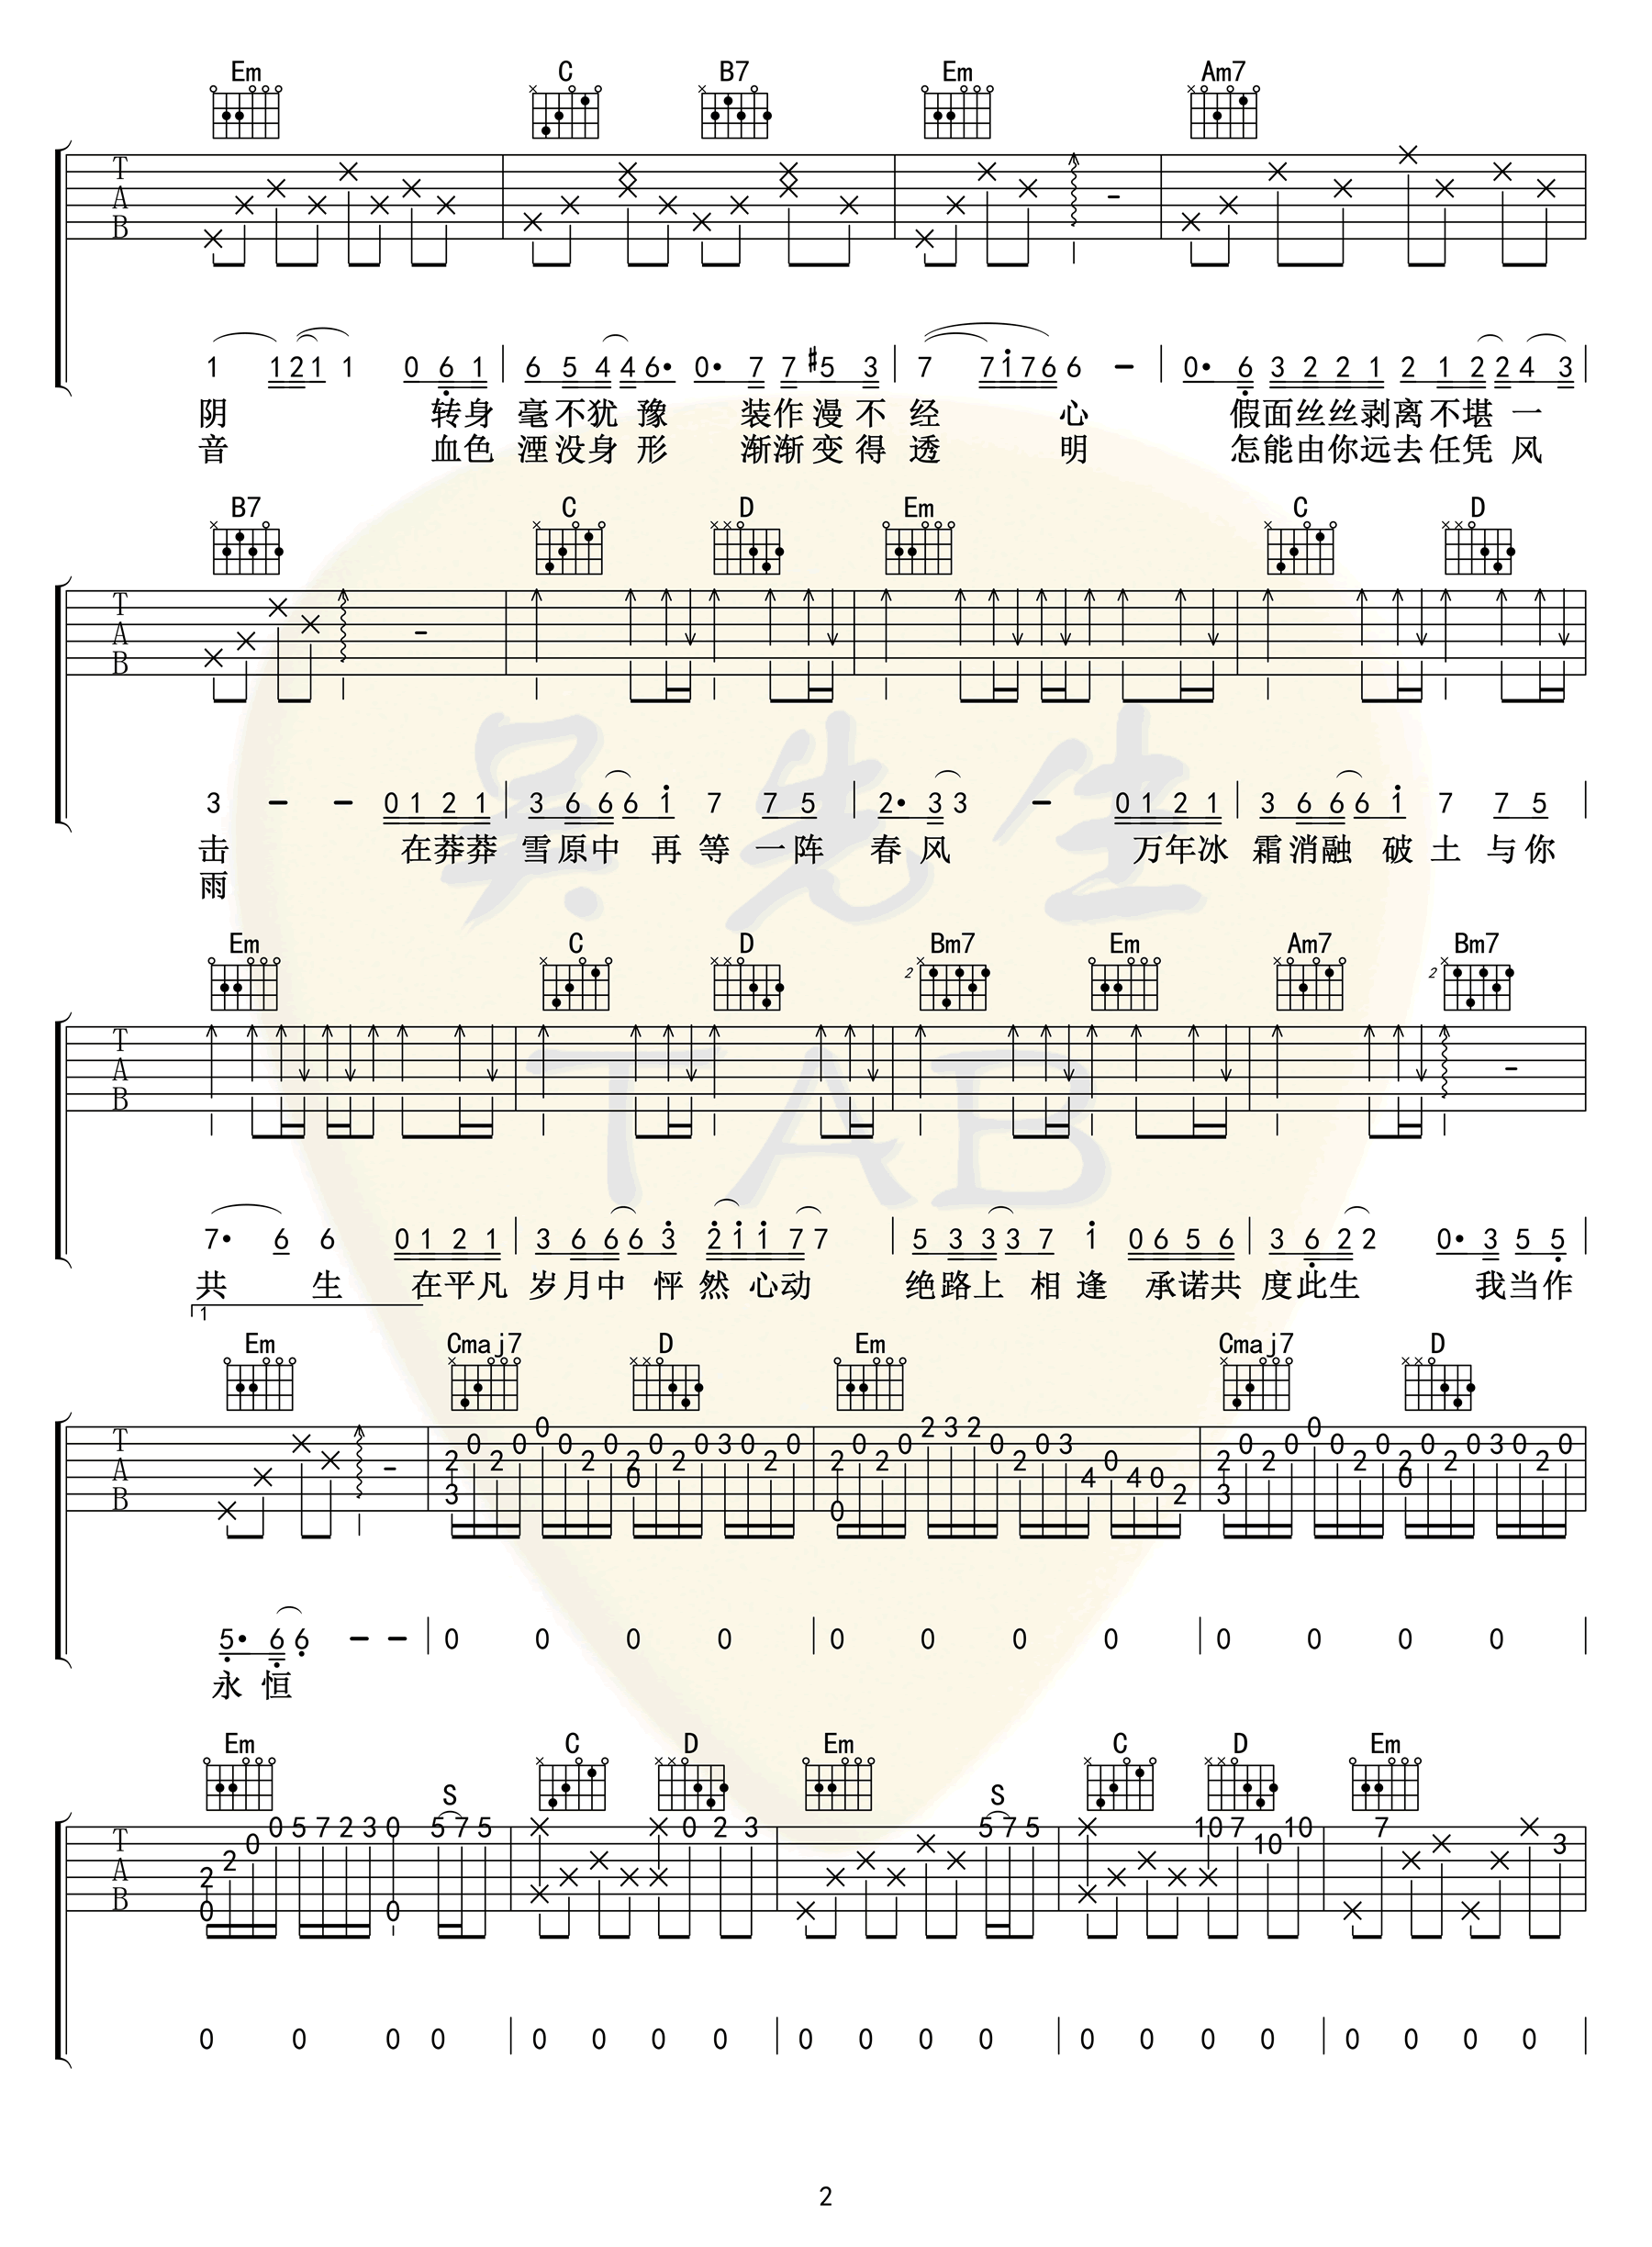 Em C B7 Em Am7
T
A
B
1 1 2 1 1 0 6 1 6 5 4 4 6· 0· 7 7 #5 3 7 7 1 7 6 6 - 0· 6 3 2 2 1 2 1 2 2 4 3
阴 转身 毫不犹 豫 装作漫不 经 心 假面丝丝剥离不堪 一
音 血色 湮没身 形 渐渐变得 透 明 怎能由你远去任凭 风
B7 C D Em C D
T
A
B
3 - - 0 1 2 1 3 6 6 6 1 7 7 5 2· 3 3 - 0 1 2 1 3 6 6 6 1 7 7 5
击 在莽莽 雪原中 再 等 一阵 春 风 万年冰 霜消融 破 土 与你
雨
Em C D Bm7 Em Am7 Bm7
2 2
T
A
B
7· 6 6 0 1 2 1 3 6 6 6 3 2 1 1 7 7 5 3 3 3 7 1 0 6 5 6 3 6 2 2 0· 3 5 5
共 生 在平凡 岁月中 怦 然 心动 绝路上 相 逢 承诺共 度此生 我当作
1
Em Cmaj7 D Em Cmaj7 D
T
A
B
2 3 0 2 0 0 0 2 0 2 0 0 2 0 3 0 2 0 2 0 0 2 0 2 3 2 0 2 0 3 4 0 4 0 2 2 3 0 2 0 0 0 2 0 2 0 0 2 0 3 0 2 0
5· 6 6 - - 0 0 0 0 0 0 0 0 0 0 0 0
永 恒
Em C D Em C D Em
S S
T
A
B
2 0 2 0 0 5 7 2 3 0 0 5 7 5 0 2 3 5 7 5 10 7 10 10 7 3
0 0 0 0 0 0 0 0 0 0 0 0 0 0 0 0 0 0 0 0
吴先生
TAB
2